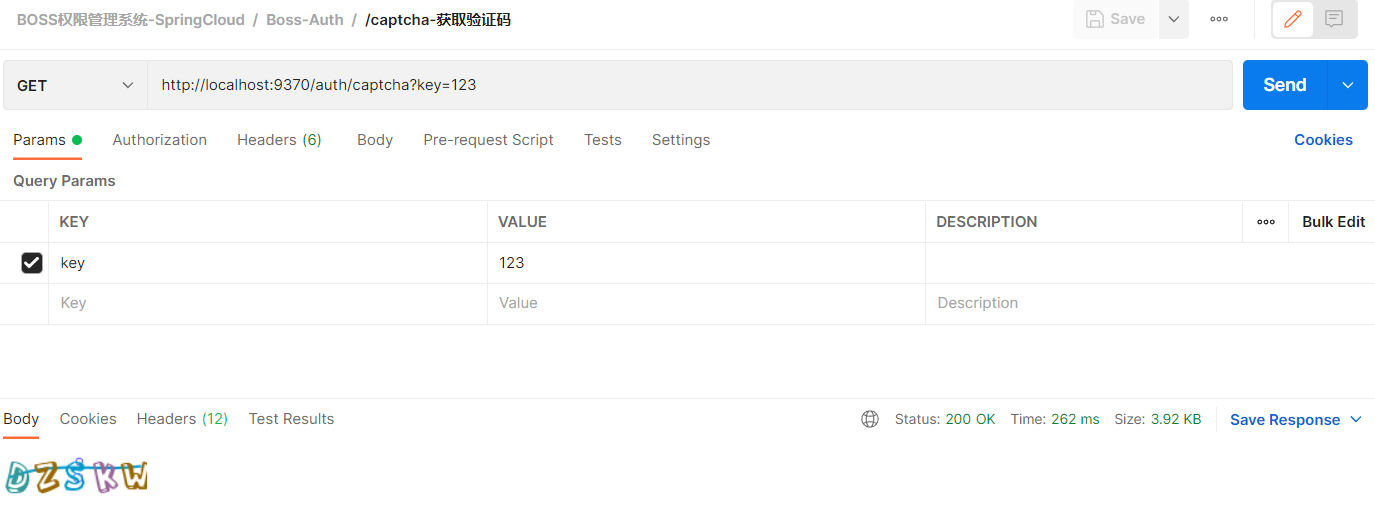 BOSS权限管理系统-SpringCloud / Boss-Auth / /captcha-获取验证码 Save
GET http://localhost:9370/auth/captcha?key=123 Send
Params Authorization Headers (6) Body Pre-request Script Tests Settings Cookies
Query Params
KEY VALUE DESCRIPTION Bulk Edit
key 123
Key Value Description
Body Cookies Headers (12) Test Results Status: 200 OK Time: 262 ms Size: 3.92 KB Save Response
DZSKW